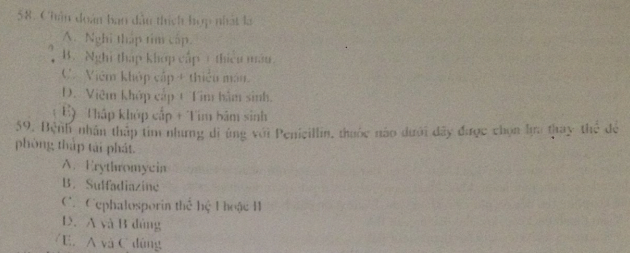 58. Chẩn đoán ban đầu thích hợp nhất là
A. Nghi thấp tim cấp.
B. Nghi thấp khớp cấp + thiếu máu.
C. Viêm khớp cấp + thiếu máu.
D. Viêm khớp cấp + Tim bẩm sinh.
E) Thấp khớp cấp + Tim bẩm sinh
59. Bệnh nhân thấp tim nhưng dị ứng với Penicillin, thuốc nào dưới đây được chọn lựa thay thế để
phòng thấp tái phát.
A. Erythromycin
B. Sulfadiazine
C. Cephalosporin thế hệ I hoặc II
D. A và B đúng
E. A và C đúng